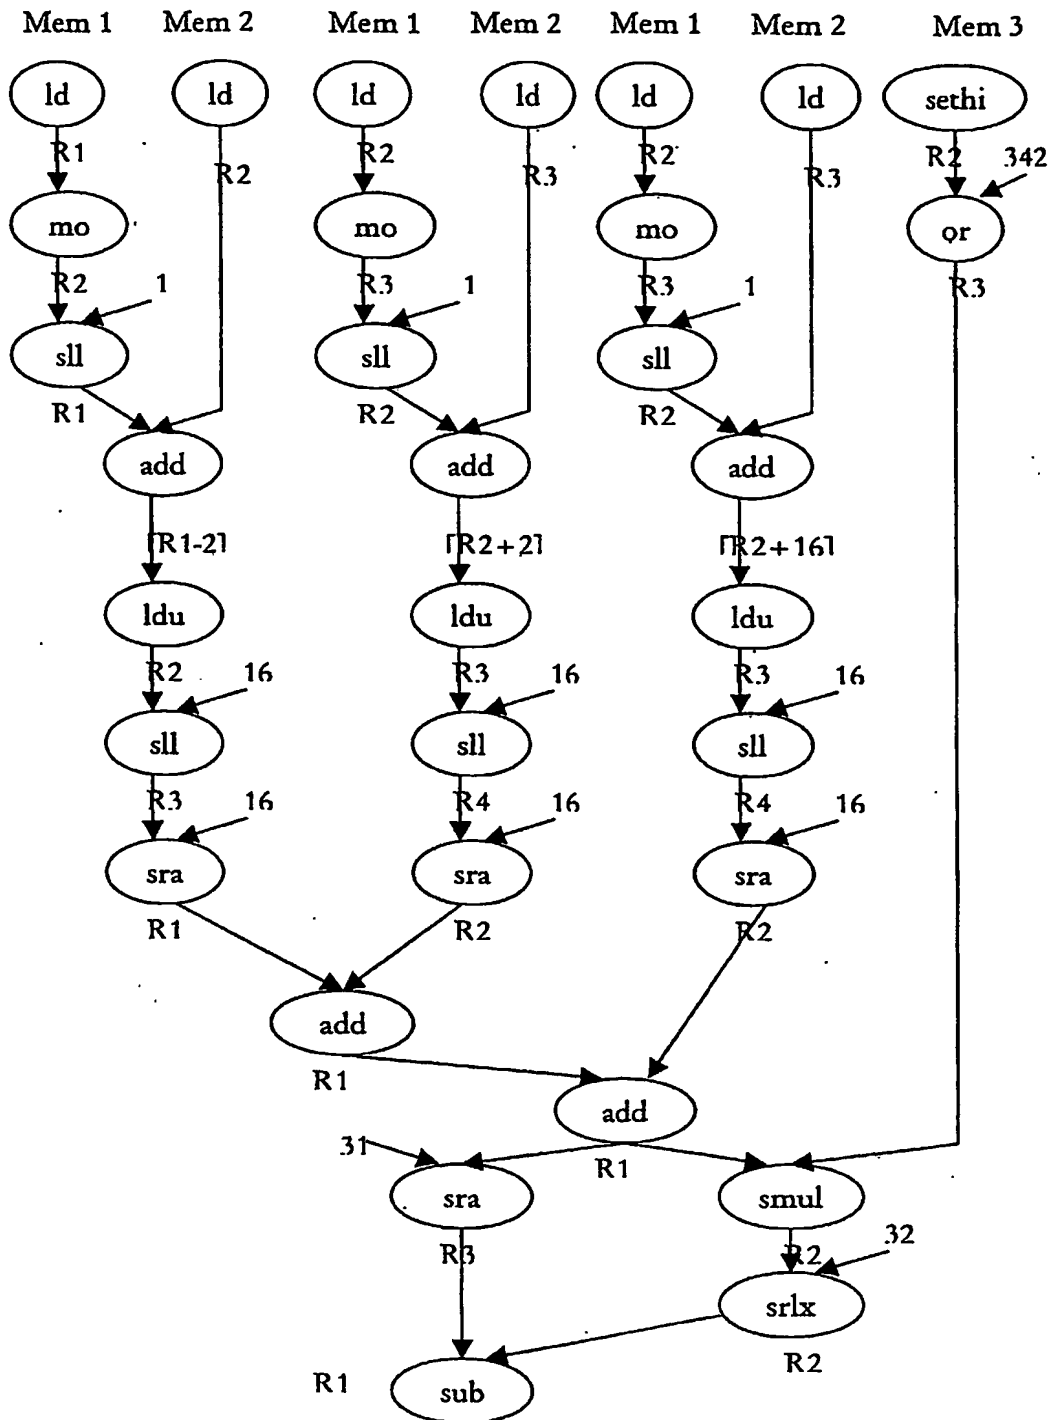 Mem 1 Mem 2 Mem 1 Mem 2 Mem 1 Mem 2 Mem 3
ld ld ld ld ld ld sethi
R1 R2 R2 R3 R2 R3 R2 342
mo mo mo or
R2 1 R3 1 R3 1 R3
sll sll sll
R1 R2 R2
add add add
[R1-2] [R2+2] [R2+16]
ldu ldu ldu
R2 16 R3 16 R3 16
sll sll sll
R3 16 R4 16 R4 16
sra sra sra
R1 R2 R2
add
R1
add
31 R1
sra smul
R3 R2 32
srlx
R2
R1 sub